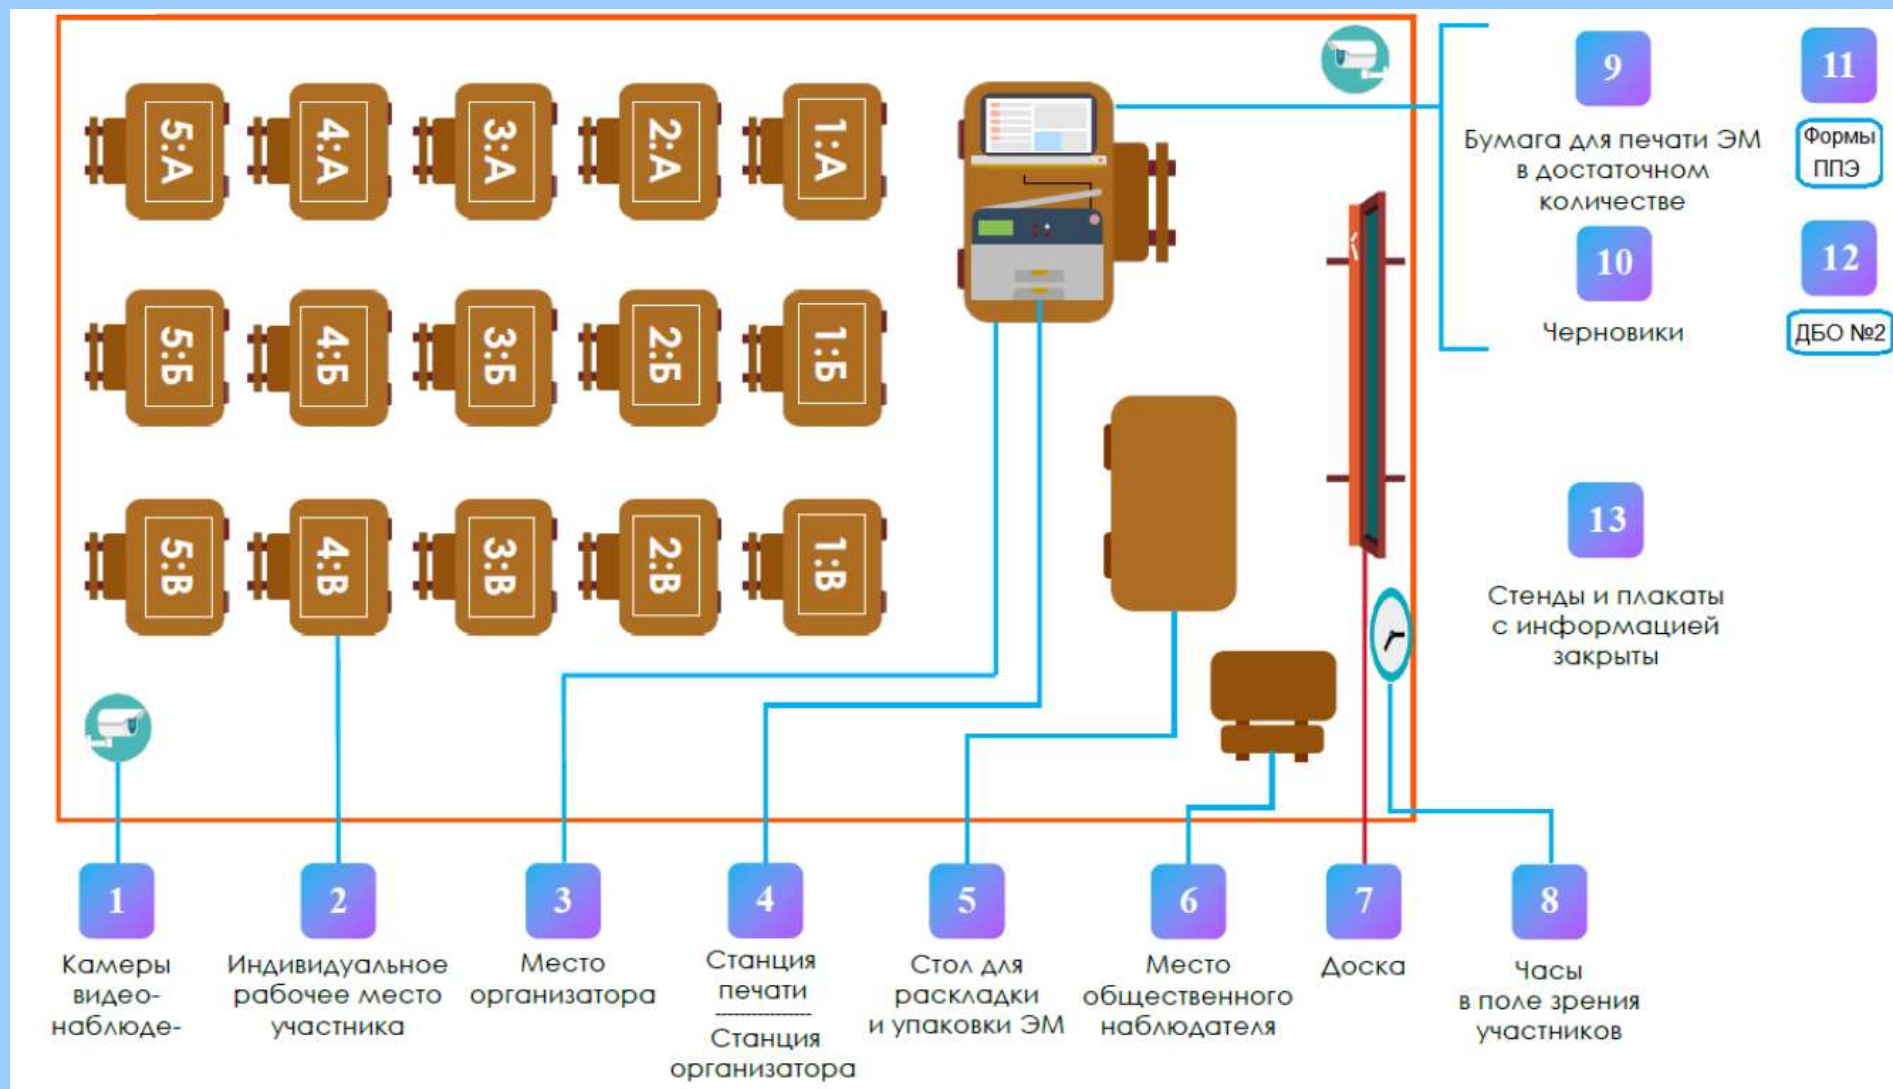 5:А
4:А
3:А
2:А
1:А
5:Б
4:Б
3:Б
2:Б
1:Б
5:В
4:В
3:В
2:В
1:В
9
Бумага для печати ЭМ
в достаточном
количестве
10
Черновики
11
Формы
ППЭ
12
ДБО №2
13
Стенды и плакаты
с информацией
закрыты
1
Камеры
видео-
наблюде-
2
Индивидуальное
рабочее место
участника
3
Место
организатора
4
Станция
печати
----------------
Станция
организатора
5
Стол для
раскладки
и упаковки ЭМ
6
Место
общественного
наблюдателя
7
Доска
8
Часы
в поле зрения
участников